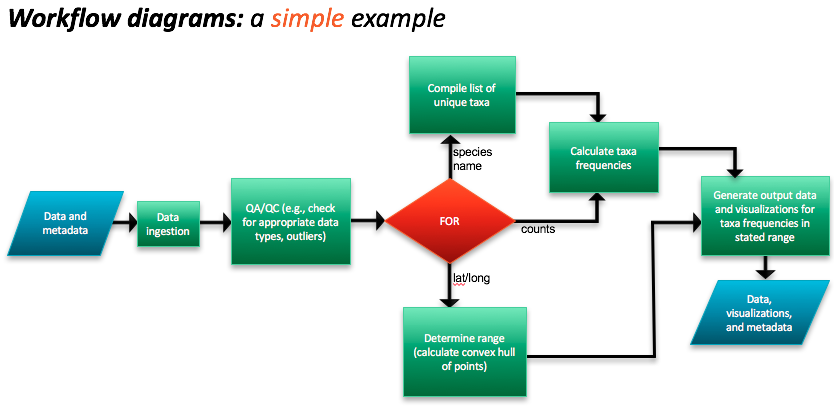 Workflow diagrams: a simple example
Compile list of
unique taxa
species
name
Calculate taxa
frequencies
Data and
metadata
Data
ingestion
QA/QC (e.g., check
for appropriate data
types, outliers)
FOR
counts
Generate output data
and visualizations for
taxa frequencies in
stated range
lat/long
Determine range
(calculate convex hull
of points)
Data,
visualizations,
and metadata